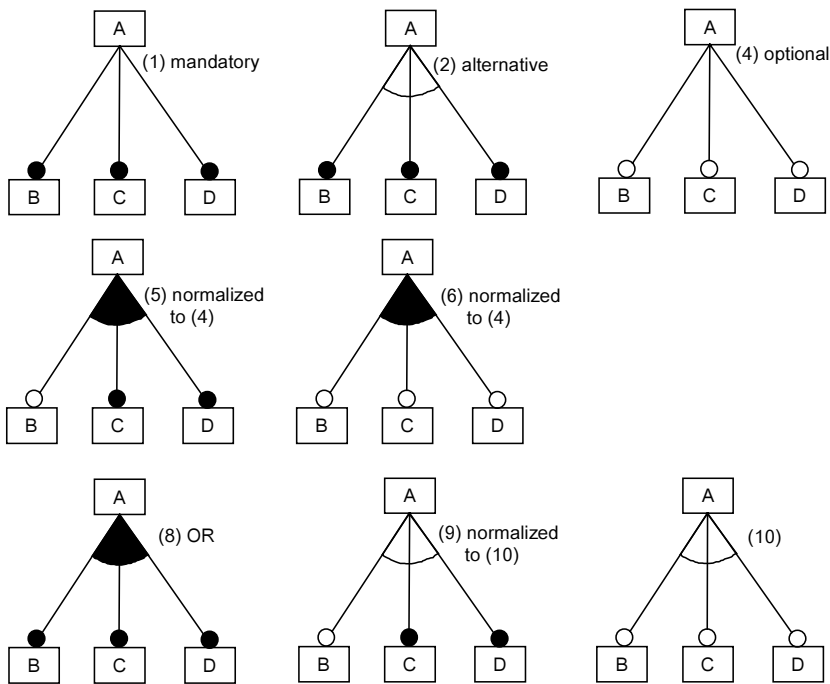 A
A
A
(1) mandatory
(2) alternative
(4) optional
B
C
D
B
C
D
B
C
D
A
A
(5) normalized
to (4)
(6) normalized
to (4)
B
C
D
B
C
D
A
A
A
(8) OR
(9) normalized
to (10)
(10)
B
C
D
B
C
D
B
C
D